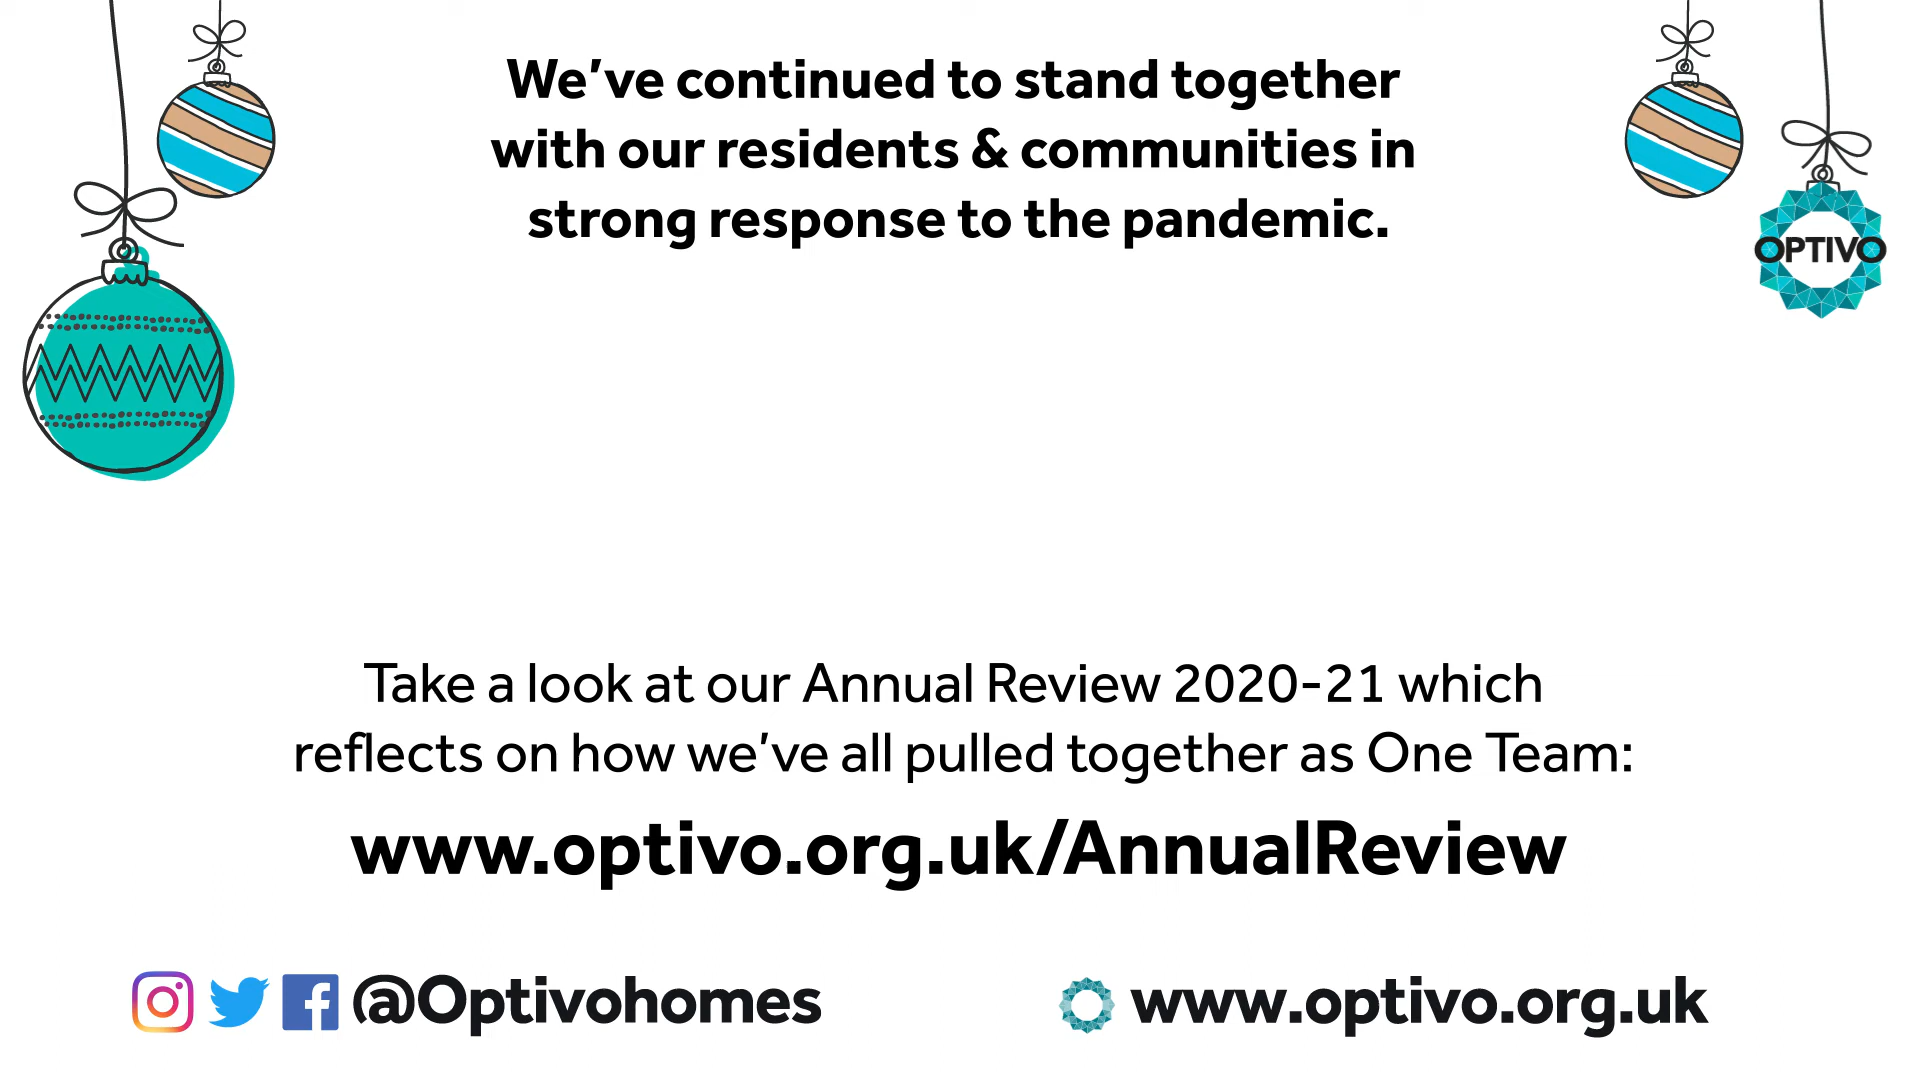 We’ve continued to stand together
with our residents & communities in
strong response to the pandemic.
OPTIVO
Take a look at our Annual Review 2020-21 which
reflects on how we’ve all pulled together as One Team:
www.optivo.org.uk/AnnualReview
@Optivohomes
www.optivo.org.uk